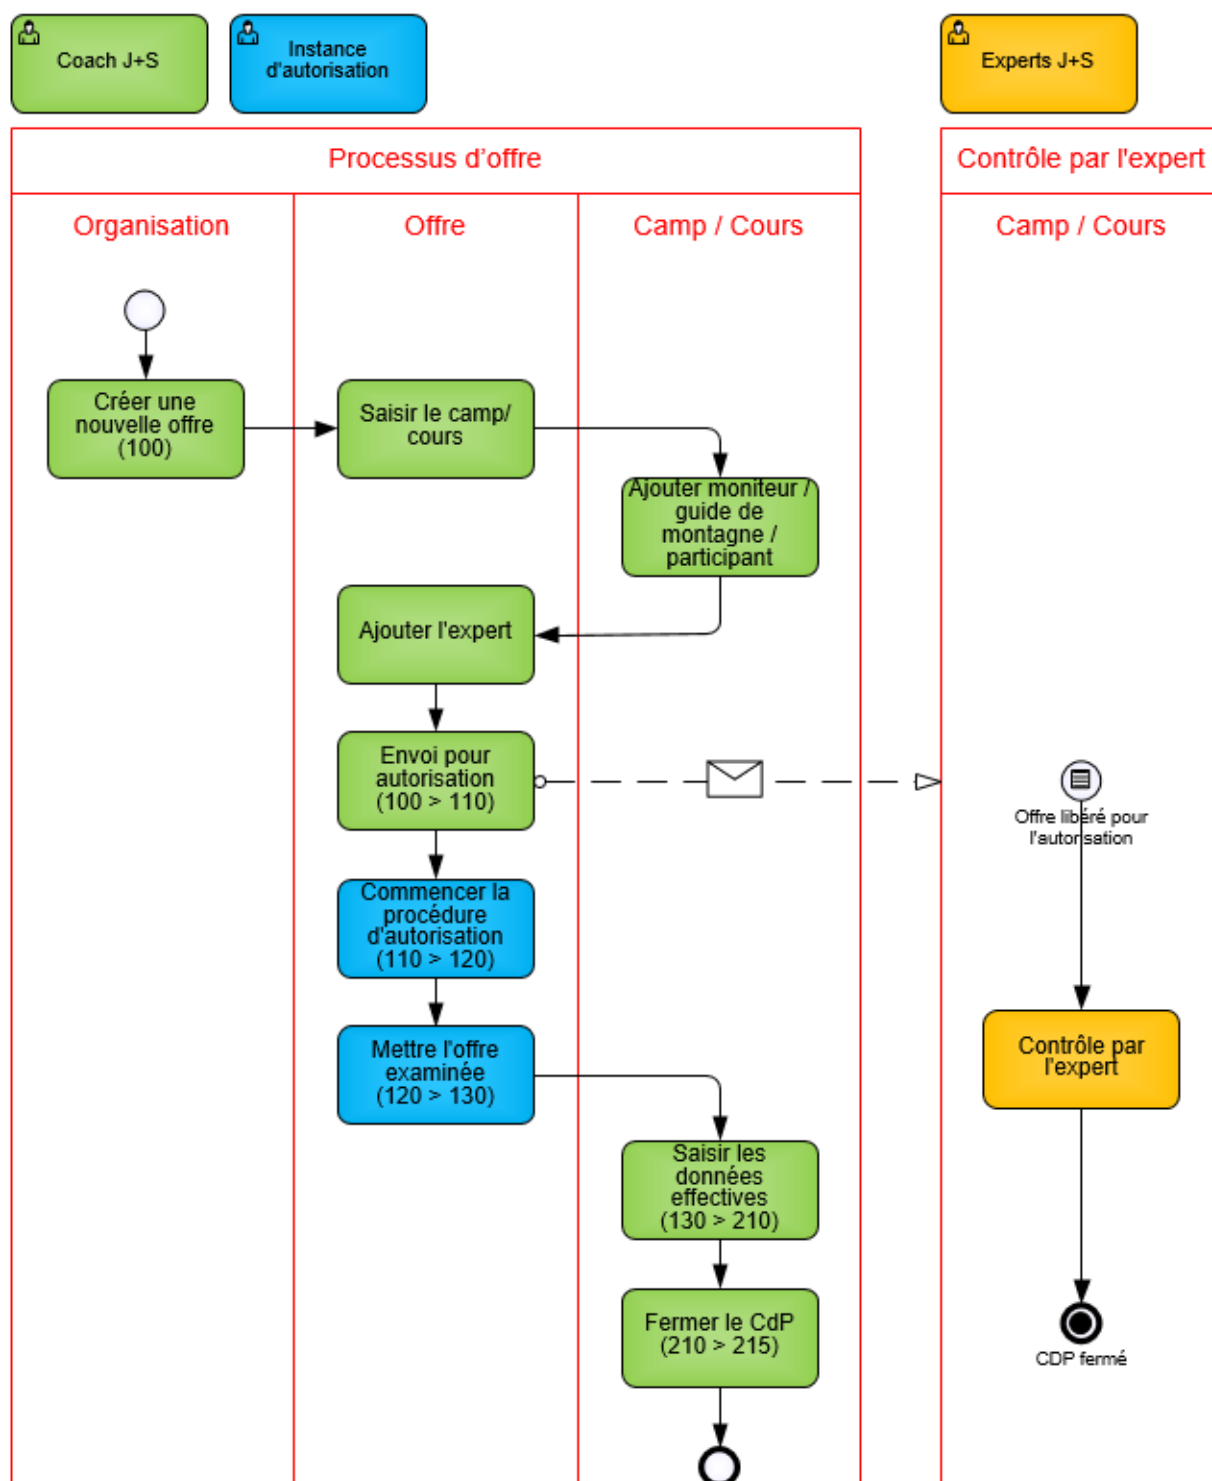 Coach J+S
Instance
d'autorisation
Experts J+S
Processus d’offre
Contrôle par l'expert
Organisation
Offre
Camp / Cours
Camp / Cours
Créer une
nouvelle offre
(100)
Saisir le camp/
cours
Ajouter moniteur /
guide de
montagne /
participant
Ajouter l'expert
Envoi pour
autorisation
(100 > 110)
Offre libéré pour
l'autorisation
Commencer la
procédure
d'autorisation
(110 > 120)
Mettre l'offre
examinée
(120 > 130)
Contrôle par
l'expert
Saisir les
données
effectives
(130 > 210)
Fermer le CdP
(210 > 215)
CDP fermé